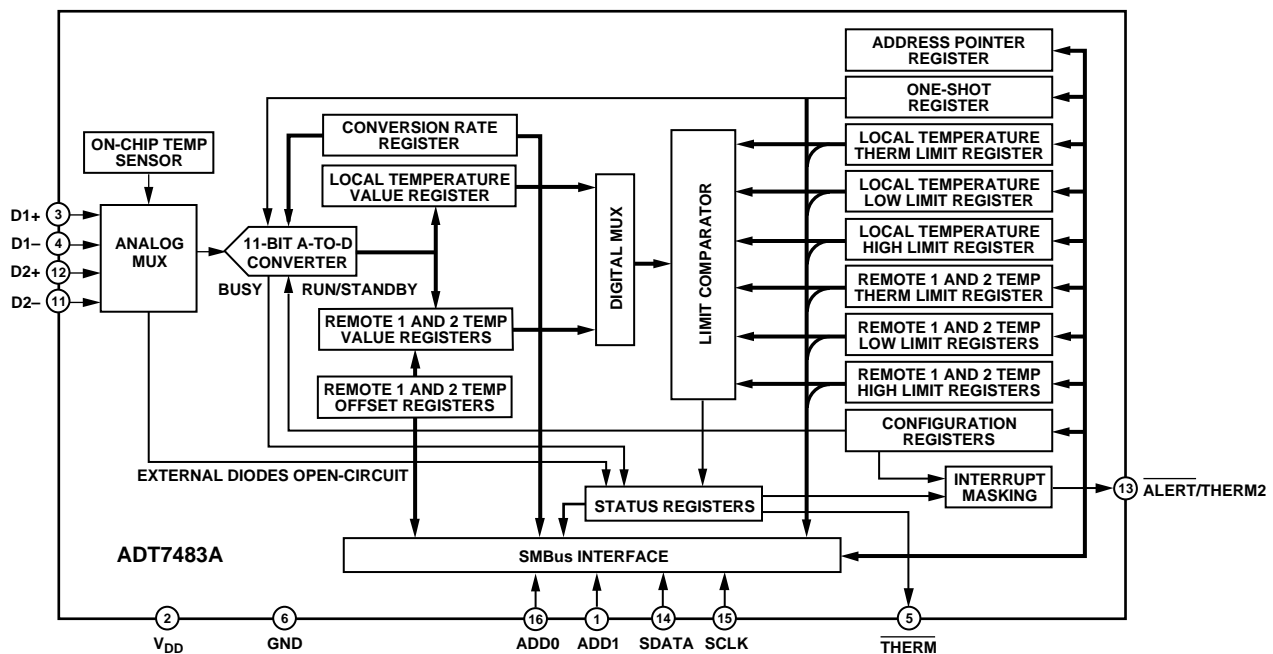 ADDRESS POINTER
REGISTER
ONE-SHOT
REGISTER
CONVERSION RATE
REGISTER
ON-CHIP TEMP
SENSOR
LOCAL TEMPERATURE
THERM LIMIT REGISTER
LOCAL TEMPERATURE
VALUE REGISTER
LOCAL TEMPERATURE
LOW LIMIT REGISTER
D1+ 3
D1– 4
D2+ 12
D2– 11
ANALOG
MUX
11-BIT A-TO-D
CONVERTER
BUSY
RUN/STANDBY
DIGITAL MUX
LIMIT COMPARATOR
LOCAL TEMPERATURE
HIGH LIMIT REGISTER
REMOTE 1 AND 2 TEMP
THERM LIMIT REGISTER
REMOTE 1 AND 2 TEMP
VALUE REGISTERS
REMOTE 1 AND 2 TEMP
LOW LIMIT REGISTERS
REMOTE 1 AND 2 TEMP
OFFSET REGISTERS
REMOTE 1 AND 2 TEMP
HIGH LIMIT REGISTERS
CONFIGURATION
REGISTERS
EXTERNAL DIODES OPEN-CIRCUIT
STATUS REGISTERS
INTERRUPT
MASKING
13 ALERT/THERM2
SMBus INTERFACE
ADT7483A
2
VDD
6
GND
16
ADD0
1
ADD1
14
SDATA
15
SCLK
5
THERM